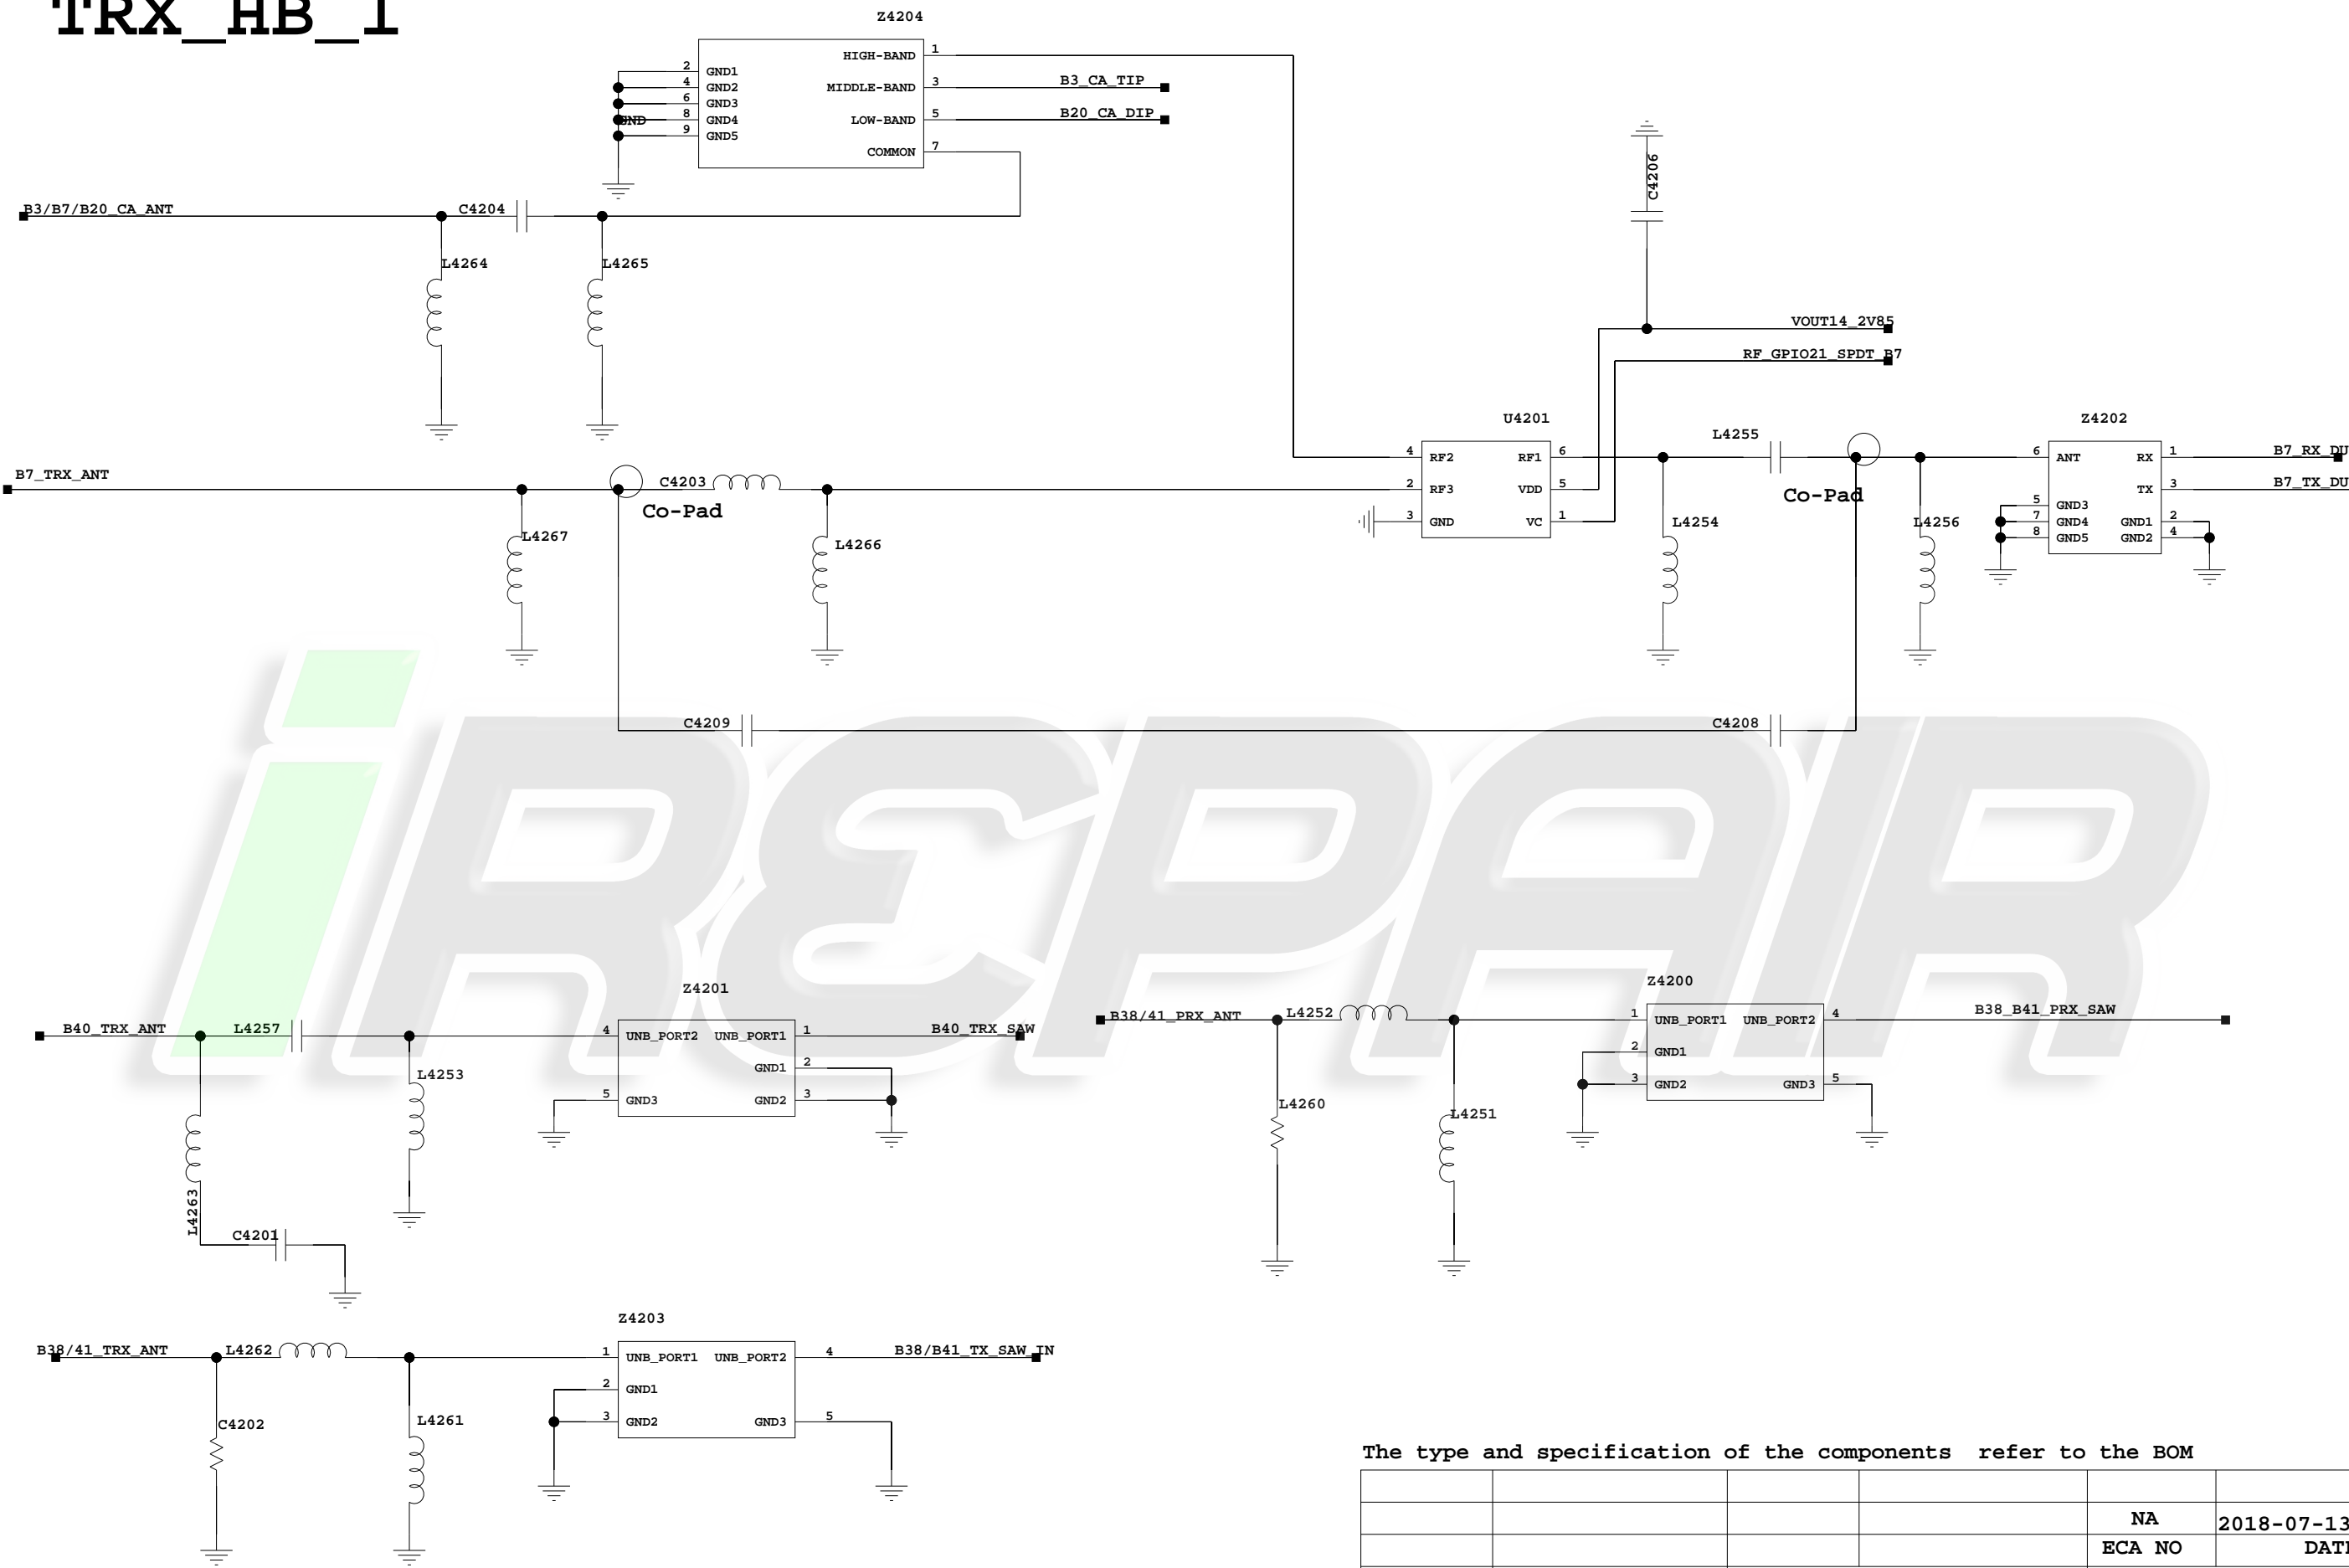 TRX_HB_1
Z4204
HIGH-BAND 1
2 GND1
4 GND2
MIDDLE-BAND 3 B3_CA_TIP
6 GND3
GND 8 GND4
LOW-BAND 5 B20_CA_DIP
9 GND5
COMMON 7
B3/B7/B20_CA_ANT C4204
L4264 L4265
C4206
VOUT14_2V85
RF_GPIO21_SPDT_B7
U4201 L4255 Z4202
4 RF2 RF1 6
6 ANT RX 1 B7_RX_DU
B7_TRX_ANT C4203
Co-Pad
2 RF3 VDD 5
Co-Pad
TX 3 B7_TX_DU
5 GND3
3 GND VC 1
7 GND4 GND1 2
8 GND5 GND2 4
L4267 L4266 L4254 L4256
C4209 C4208
iREPAIR
Z4201
B40_TRX_ANT L4257
4 UNB_PORT2 UNB_PORT1 1 B40_TRX_SAW
GND1 2
5 GND3 GND2 3
L4253
L4263
C4201
Z4200
B38/41_PRX_ANT L4252
1 UNB_PORT1 UNB_PORT2 4 B38_B41_PRX_SAW
2 GND1
3 GND2 GND3 5
L4260 L4251
Z4203
B38/41_TRX_ANT L4262
1 UNB_PORT1 UNB_PORT2 4 B38/B41_TX_SAW_IN
2 GND1
3 GND2 GND3 5
C4202 L4261
The type and specification of the components refer to the BOM
NA 2018-07-13
ECA NO DAT